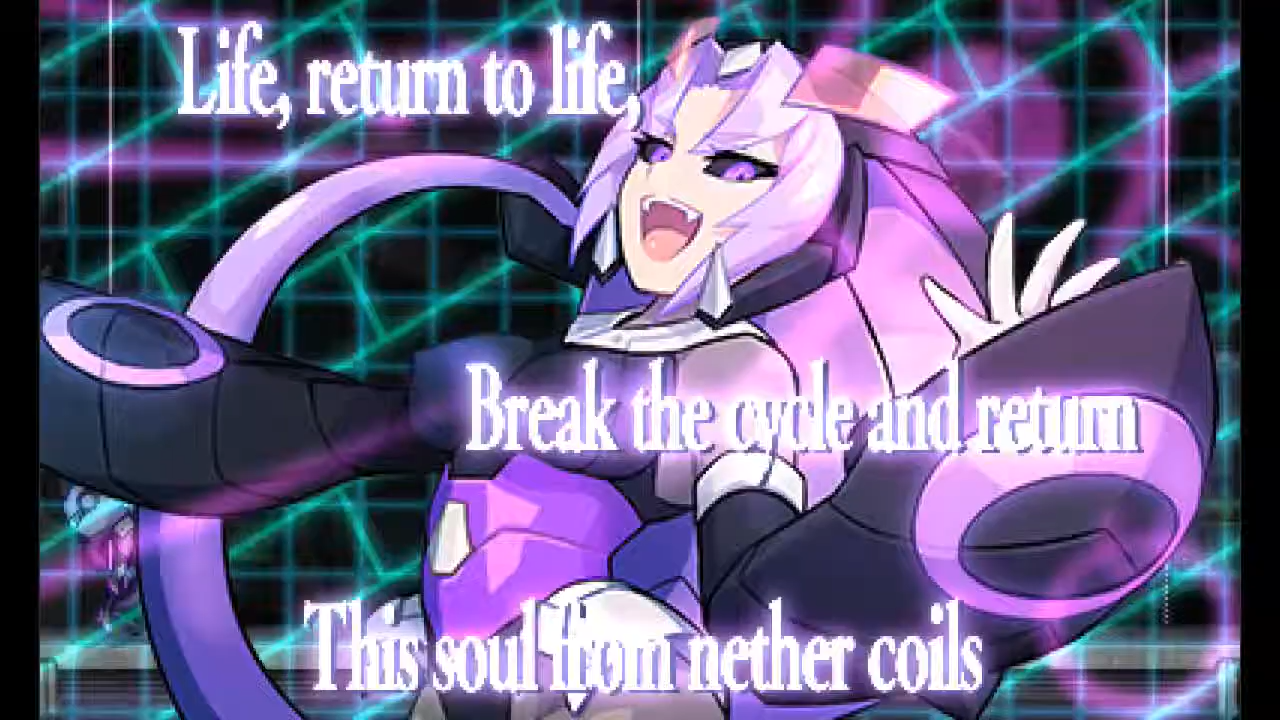 Life, return to life,
Break the cycle and return
This soul from nether coils